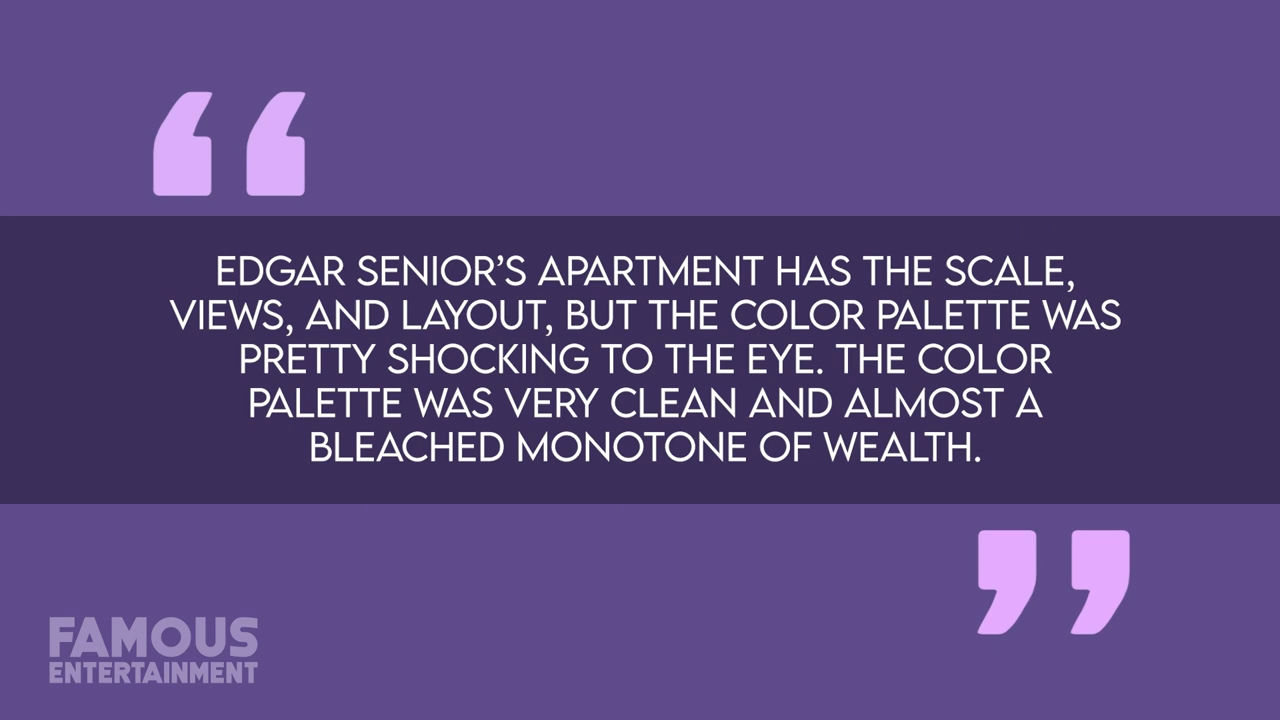 EDGAR SENIOR’S APARTMENT HAS THE SCALE,
VIEWS, AND LAYOUT, BUT THE COLOR PALETTE WAS
PRETTY SHOCKING TO THE EYE. THE COLOR
PALETTE WAS VERY CLEAN AND ALMOST A
BLEACHED MONOTONE OF WEALTH.
FAMOUS
ENTERTAINMENT